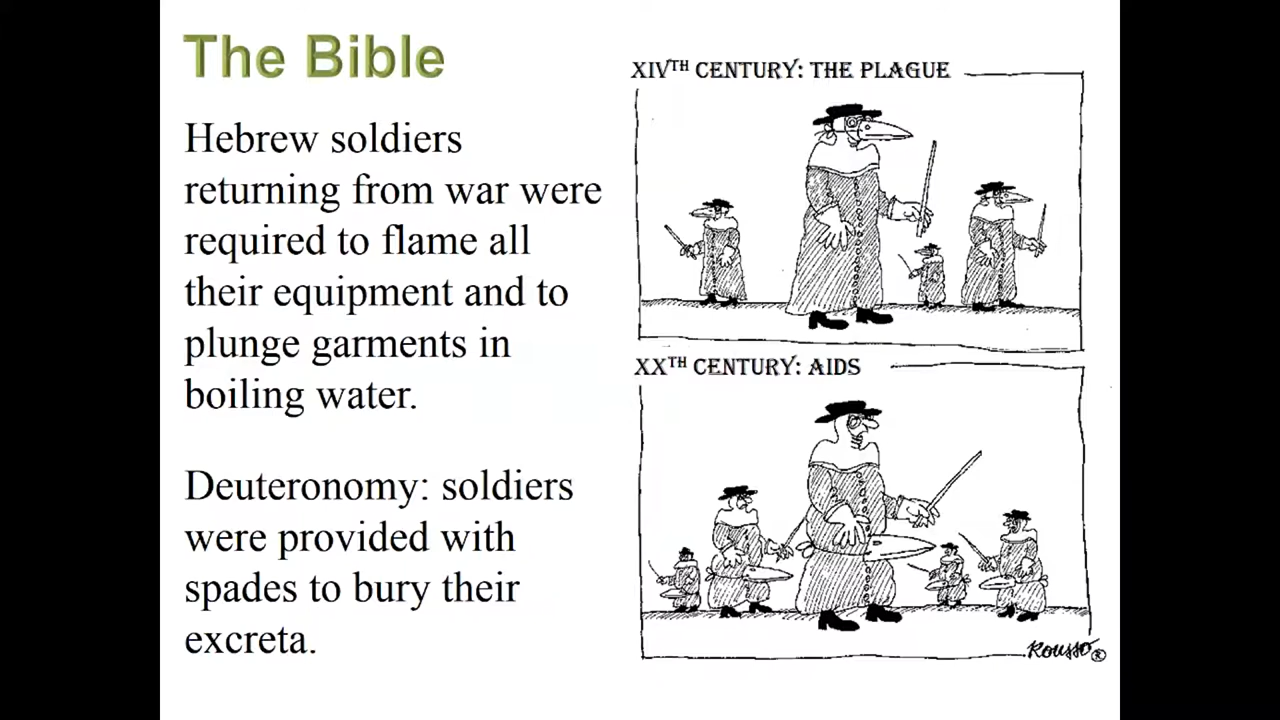 The Bible
Hebrew soldiers
returning from war were
required to flame all
their equipment and to
plunge garments in
boiling water.
Deuteronomy: soldiers
were provided with
spades to bury their
excreta.
XIVTH CENTURY: THE PLAGUE
XXTH CENTURY: AIDS
Rousso ®